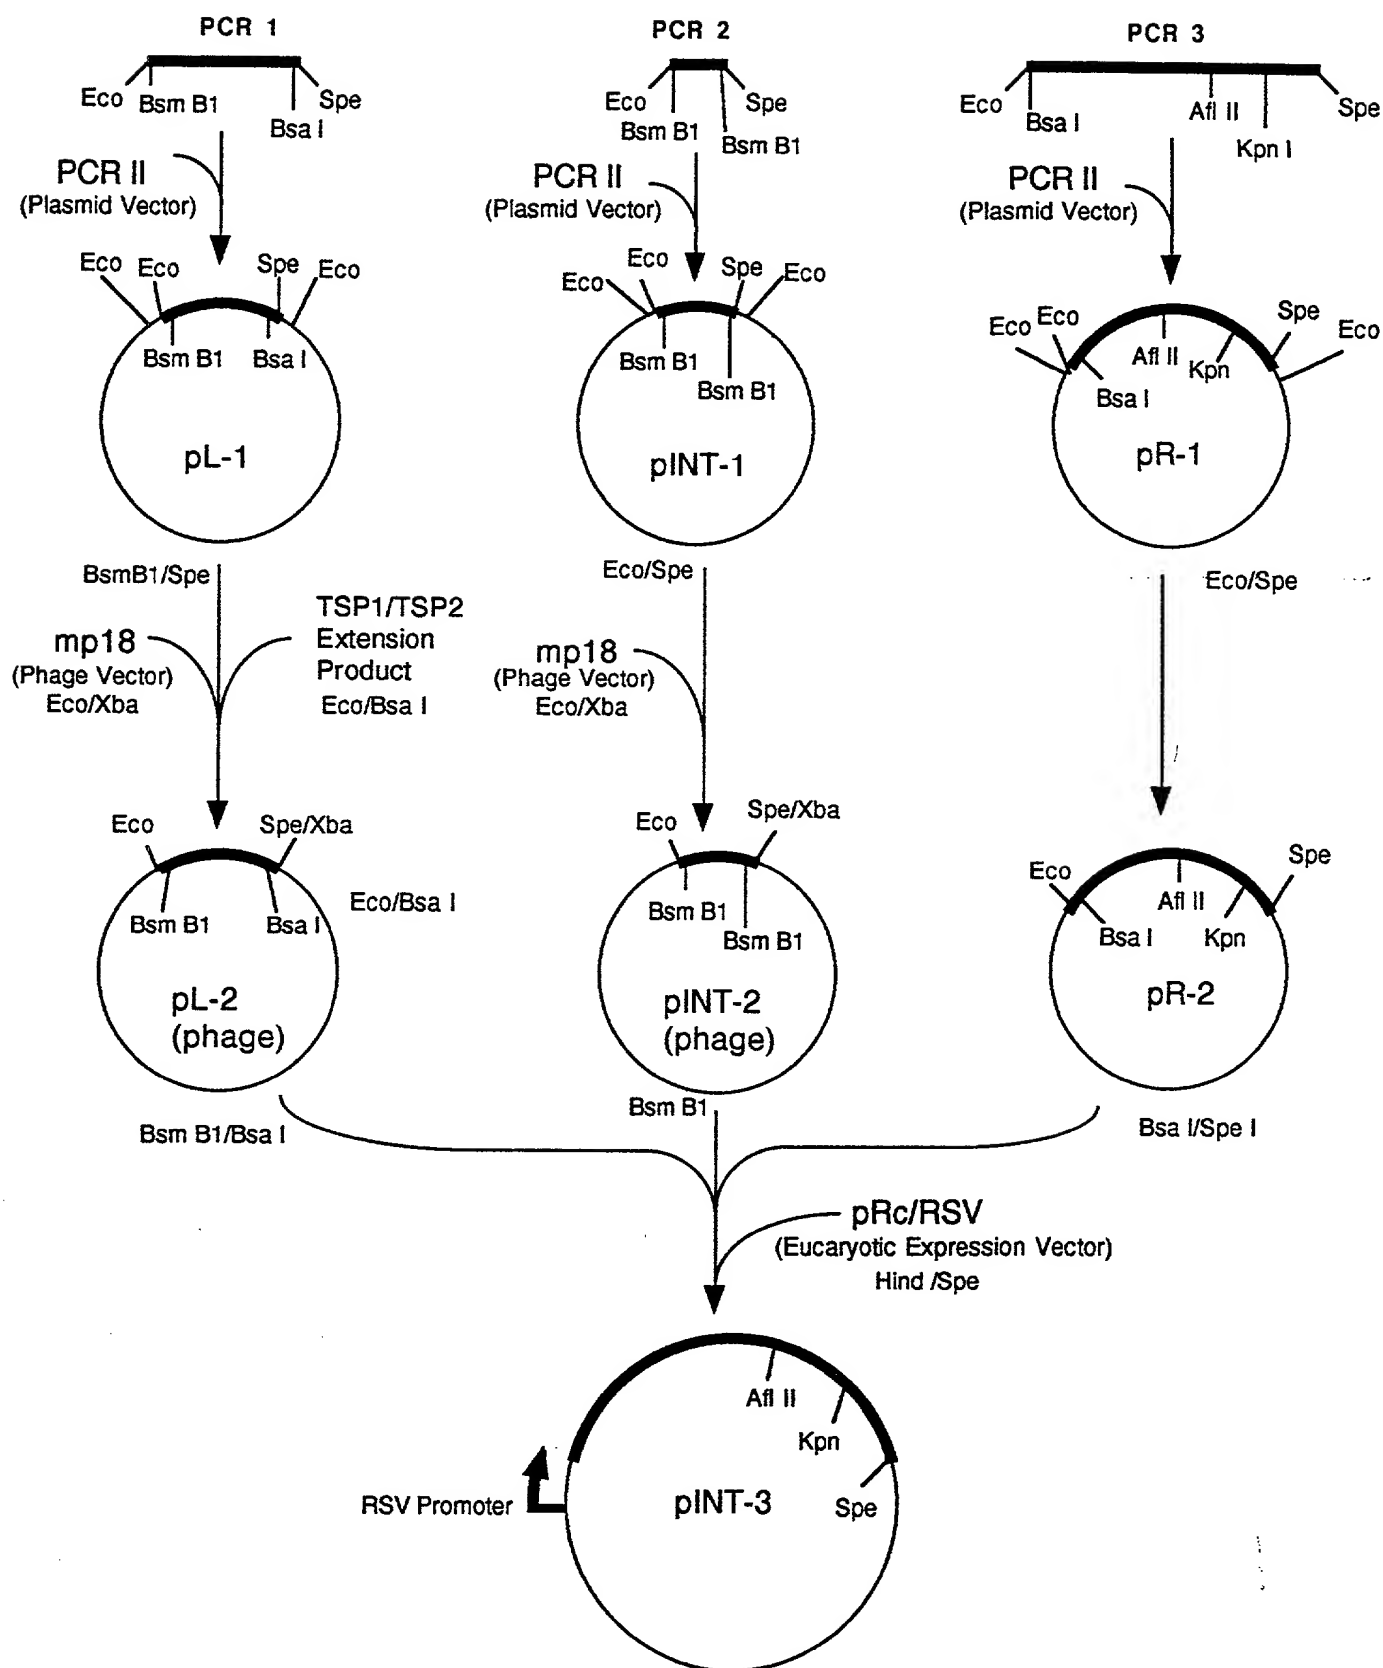 PCR 1
PCR 2
PCR 3
Eco
Bsm B1
Bsa I
Spe
Eco
Bsm B1
Spe
Bsm B1
Eco
Bsa I
Afl II
Kpn I
Spe
PCR II
(Plasmid Vector)
PCR II
(Plasmid Vector)
PCR II
(Plasmid Vector)
Eco
Eco
Spe
Eco
Bsm B1
Bsa I
pL-1
Eco
Eco
Spe
Eco
Bsm B1
Bsm B1
pINT-1
Eco
Eco
Spe
Eco
Afl II
Kpn
Bsa I
pR-1
BsmB1/Spe
TSP1/TSP2
Extension
Product
Eco/Bsa I
mp18
(Phage Vector)
Eco/Xba
Eco/Spe
mp18
(Phage Vector)
Eco/Xba
Eco/Spe
Eco
Spe/Xba
Bsm B1
Bsa I
Eco/Bsa I
pL-2
(phage)
Eco
Spe/Xba
Bsm B1
Bsm B1
pINT-2
(phage)
Eco
Spe
Afl II
Bsa I
Kpn
pR-2
Bsm B1/Bsa I
Bsm B1
Bsa I/Spe I
pRc/RSV
(Eucaryotic Expression Vector)
Hind /Spe
Afl II
Kpn
Spe
RSV Promoter
pINT-3